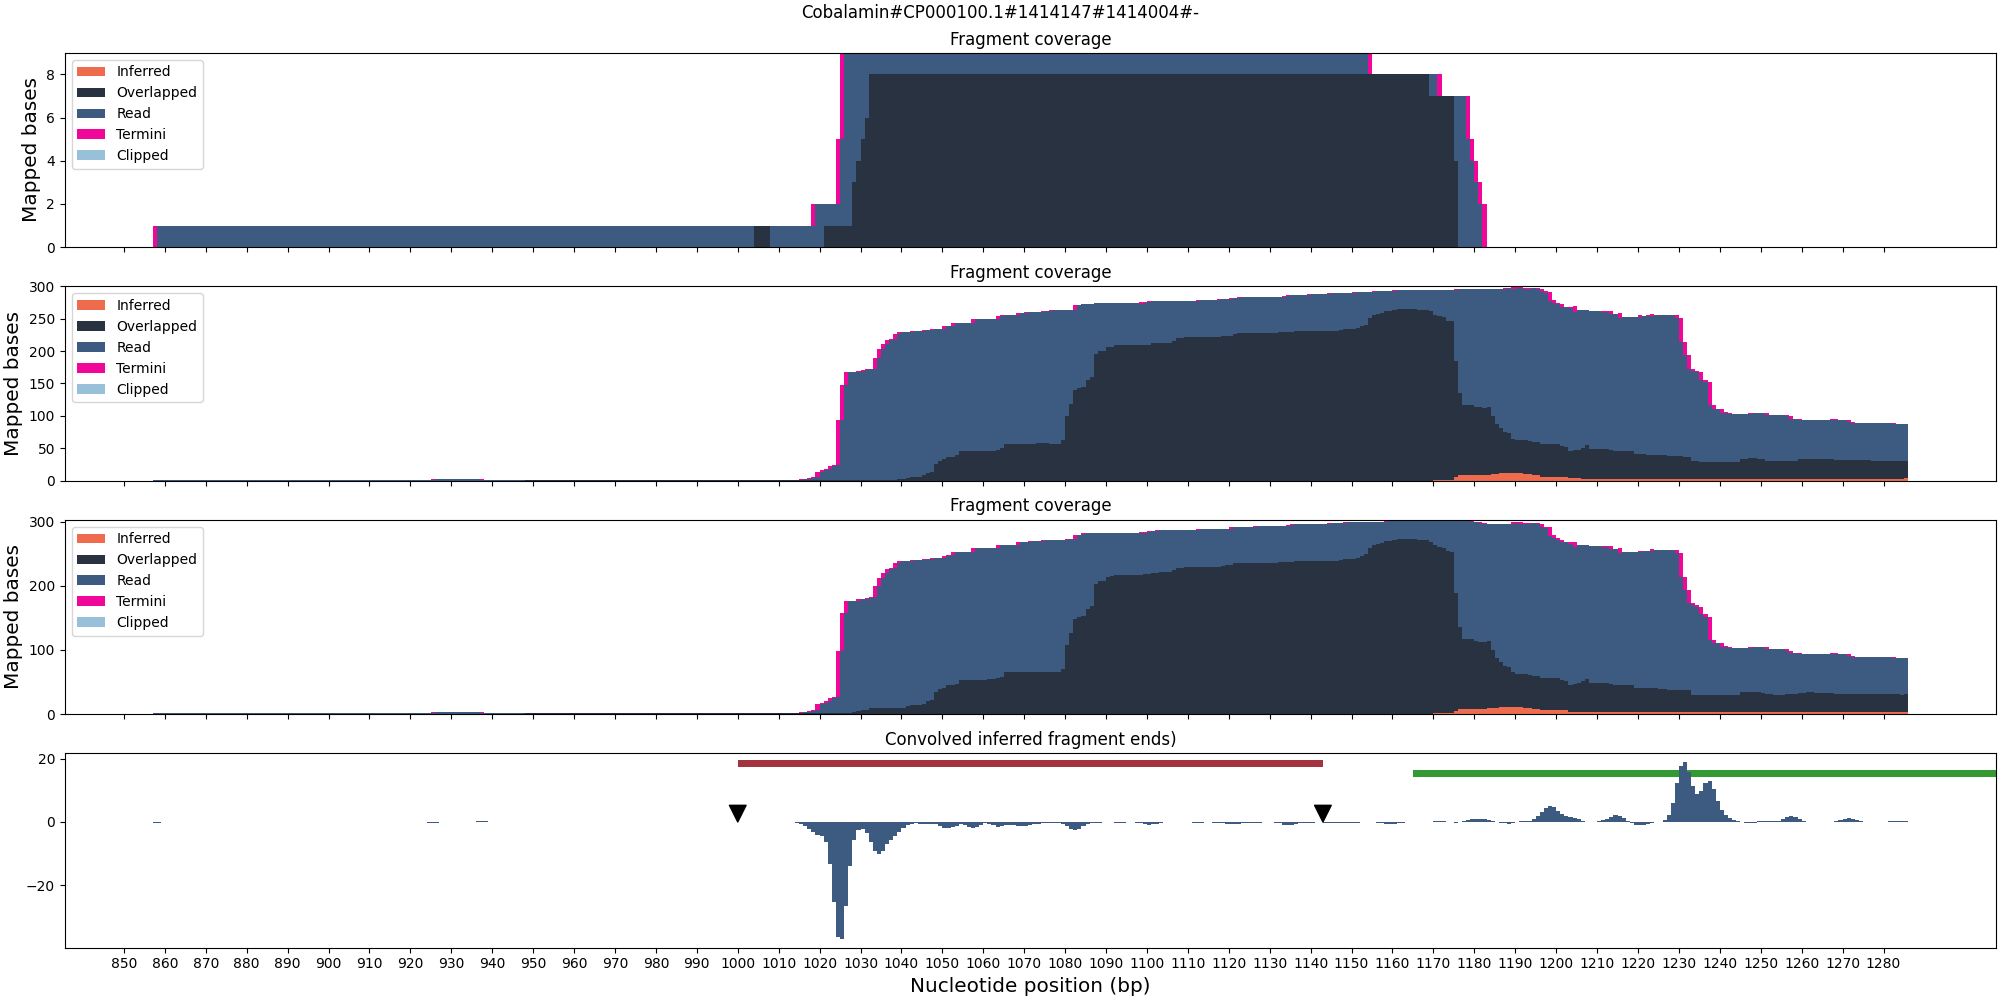 Cobalamin#CP000100.1#1414147#1414004#-
Fragment coverage
Mapped bases
8
6
4
2
0
Inferred
Overlapped
Read
Termini
Clipped
Fragment coverage
Mapped bases
300
250
200
150
100
50
0
Inferred
Overlapped
Read
Termini
Clipped
Fragment coverage
Mapped bases
300
200
100
0
Inferred
Overlapped
Read
Termini
Clipped
Convolved inferred fragment ends)
20
0
−20
850 860 870 880 890 900 910 920 930 940 950 960 970 980 990 1000 1010 1020 1030 1040 1050 1060 1070 1080 1090 1100 1110 1120 1130 1140 1150 1160 1170 1180 1190 1200 1210 1220 1230 1240 1250 1260 1270 1280
Nucleotide position (bp)